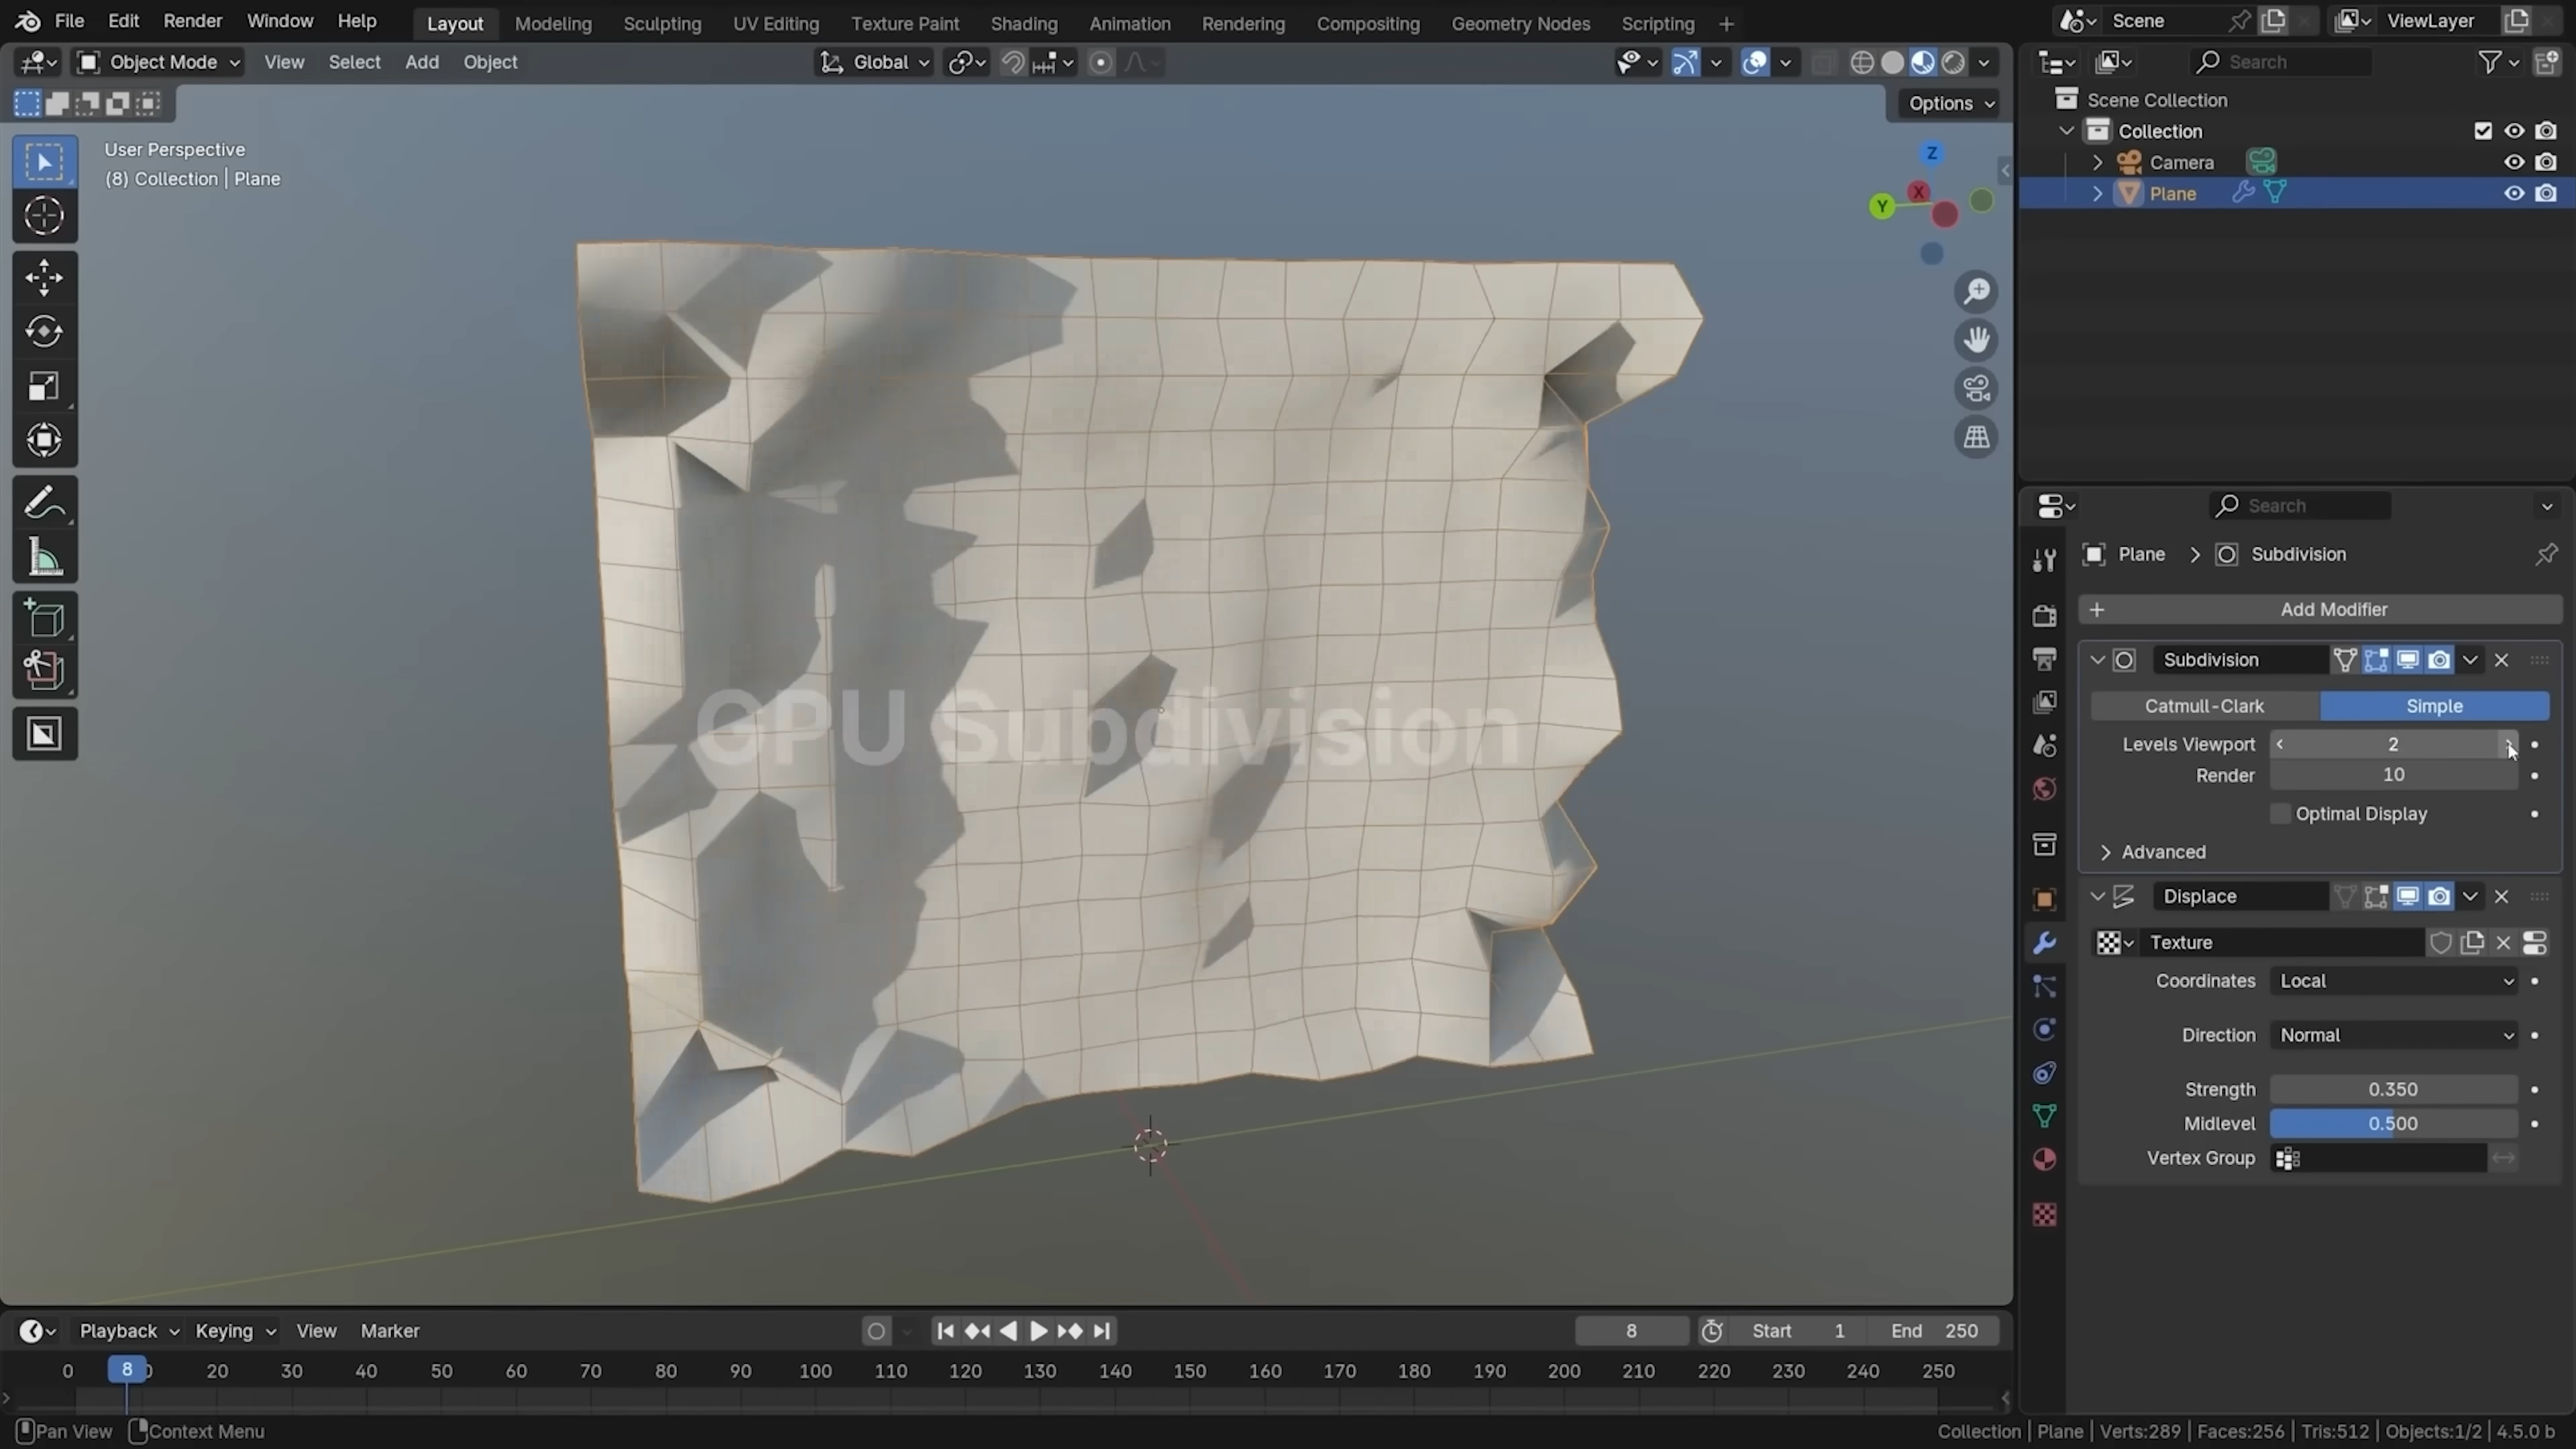 File Edit Render Window Help Layout Modeling Sculpting UV Editing Texture Paint Shading Animation Rendering Compositing Geometry Nodes Scripting + Scene ViewLayer
Object Mode View Select Add Object Global Search
Options
User Perspective
(8) Collection | Plane
Z
X
Y
Scene Collection
Collection
Camera
Plane
GPU Subdivision
Search
Plane > Subdivision
+ Add Modifier
Subdivision
Catmull-Clark Simple
Levels Viewport 2
Render 10
Optimal Display
Advanced
Displace
Texture
Coordinates Local
Direction Normal
Strength 0.350
Midlevel 0.500
Vertex Group
Playback Keying View Marker 8 Start 1 End 250
0 8 20 30 40 50 60 70 80 90 100 110 120 130 140 150 160 170 180 190 200 210 220 230 240 250
Pan View Context Menu Collection | Plane | Verts:289 | Faces:256 | Tris:512 | Objects:1/2 | 4.5.0 b